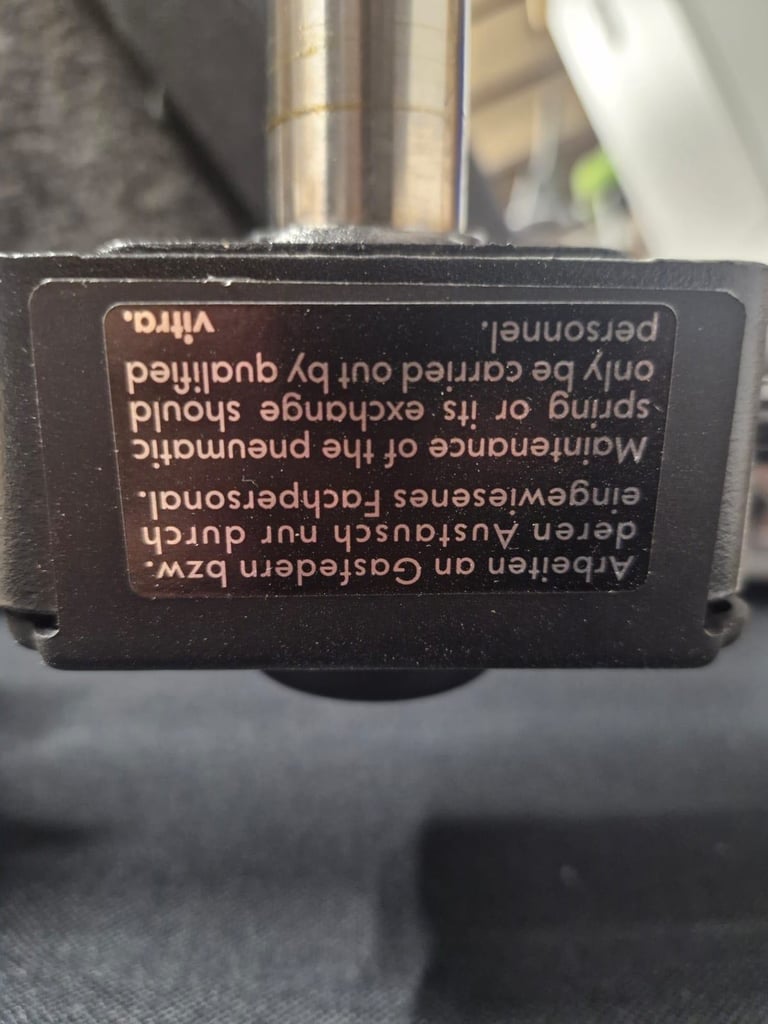 Arbeiten an Gasfedern bzw.
deren Austausch nur durch
eingewiesenes Fachpersonal.
Maintenance of the pneumatic
spring or its exchange should
only be carried out by qualified
personnel. vitra.